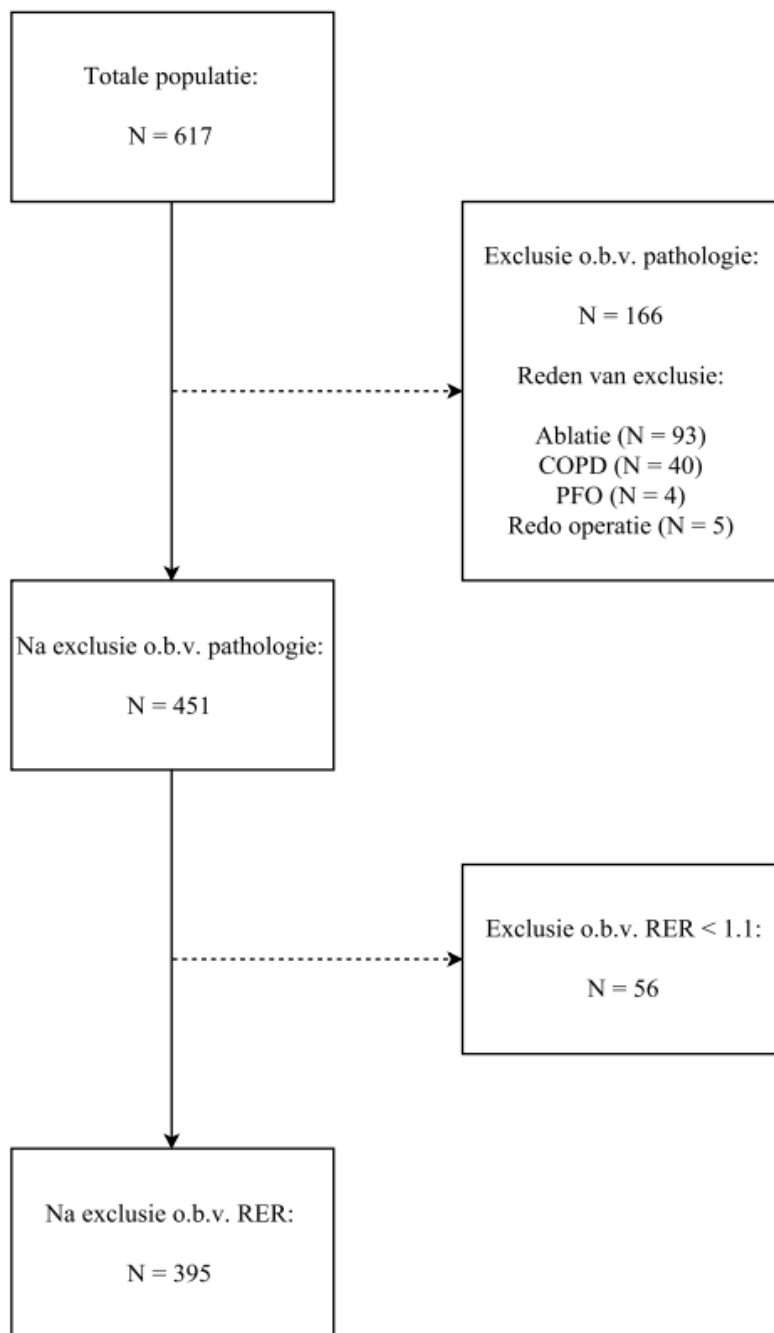 Totale populatie:
N = 617
Exclusie o.b.v. pathologie:
N = 166
Reden van exclusie:
Ablatie (N = 93)
COPD (N = 40)
PFO (N = 4)
Redo operatie (N = 5)
Na exclusie o.b.v. pathologie:
N = 451
Exclusie o.b.v. RER < 1.1:
N = 56
Na exclusie o.b.v. RER:
N = 395